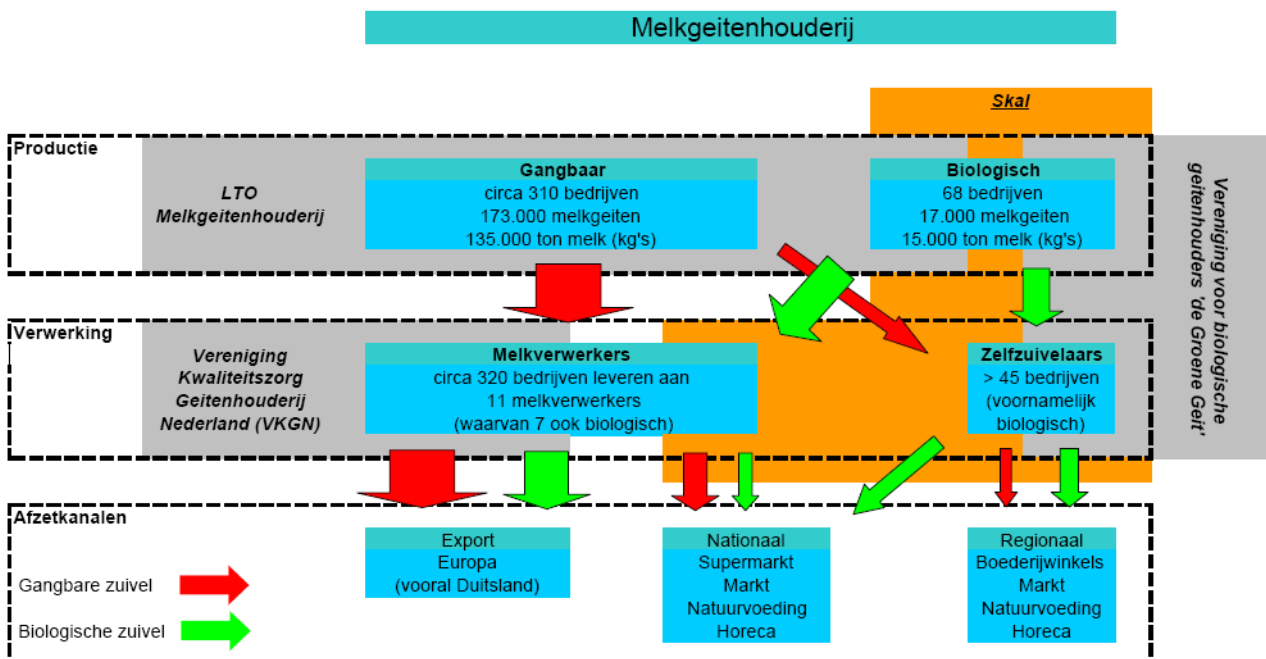 Melkgeitenhouderij
Skal
Productie
LTO
Melkgeitenhouderij
Gangbaar
circa 310 bedrijven
173.000 melkgeiten
135.000 ton melk (kg's)
Biologisch
68 bedrijven
17.000 melkgeiten
15.000 ton melk (kg's)
Vereniging voor biologische
geitenhouders 'de Groene Geit'
Verwerking
Vereniging
Kwaliteitszorg
Geitenhouderij
Nederland (VKGN)
Melkverwerkers
circa 320 bedrijven leveren aan
11 melkverwerkers
(waarvan 7 ook biologisch)
Zelfzuivelaars
> 45 bedrijven
(voornamelijk
biologisch)
Afzetkanalen
Export
Europa
(vooral Duitsland)
Nationaal
Supermarkt
Markt
Natuurvoeding
Horeca
Regionaal
Boederijwinkels
Markt
Natuurvoeding
Horeca
Gangbare zuivel
Biologische zuivel